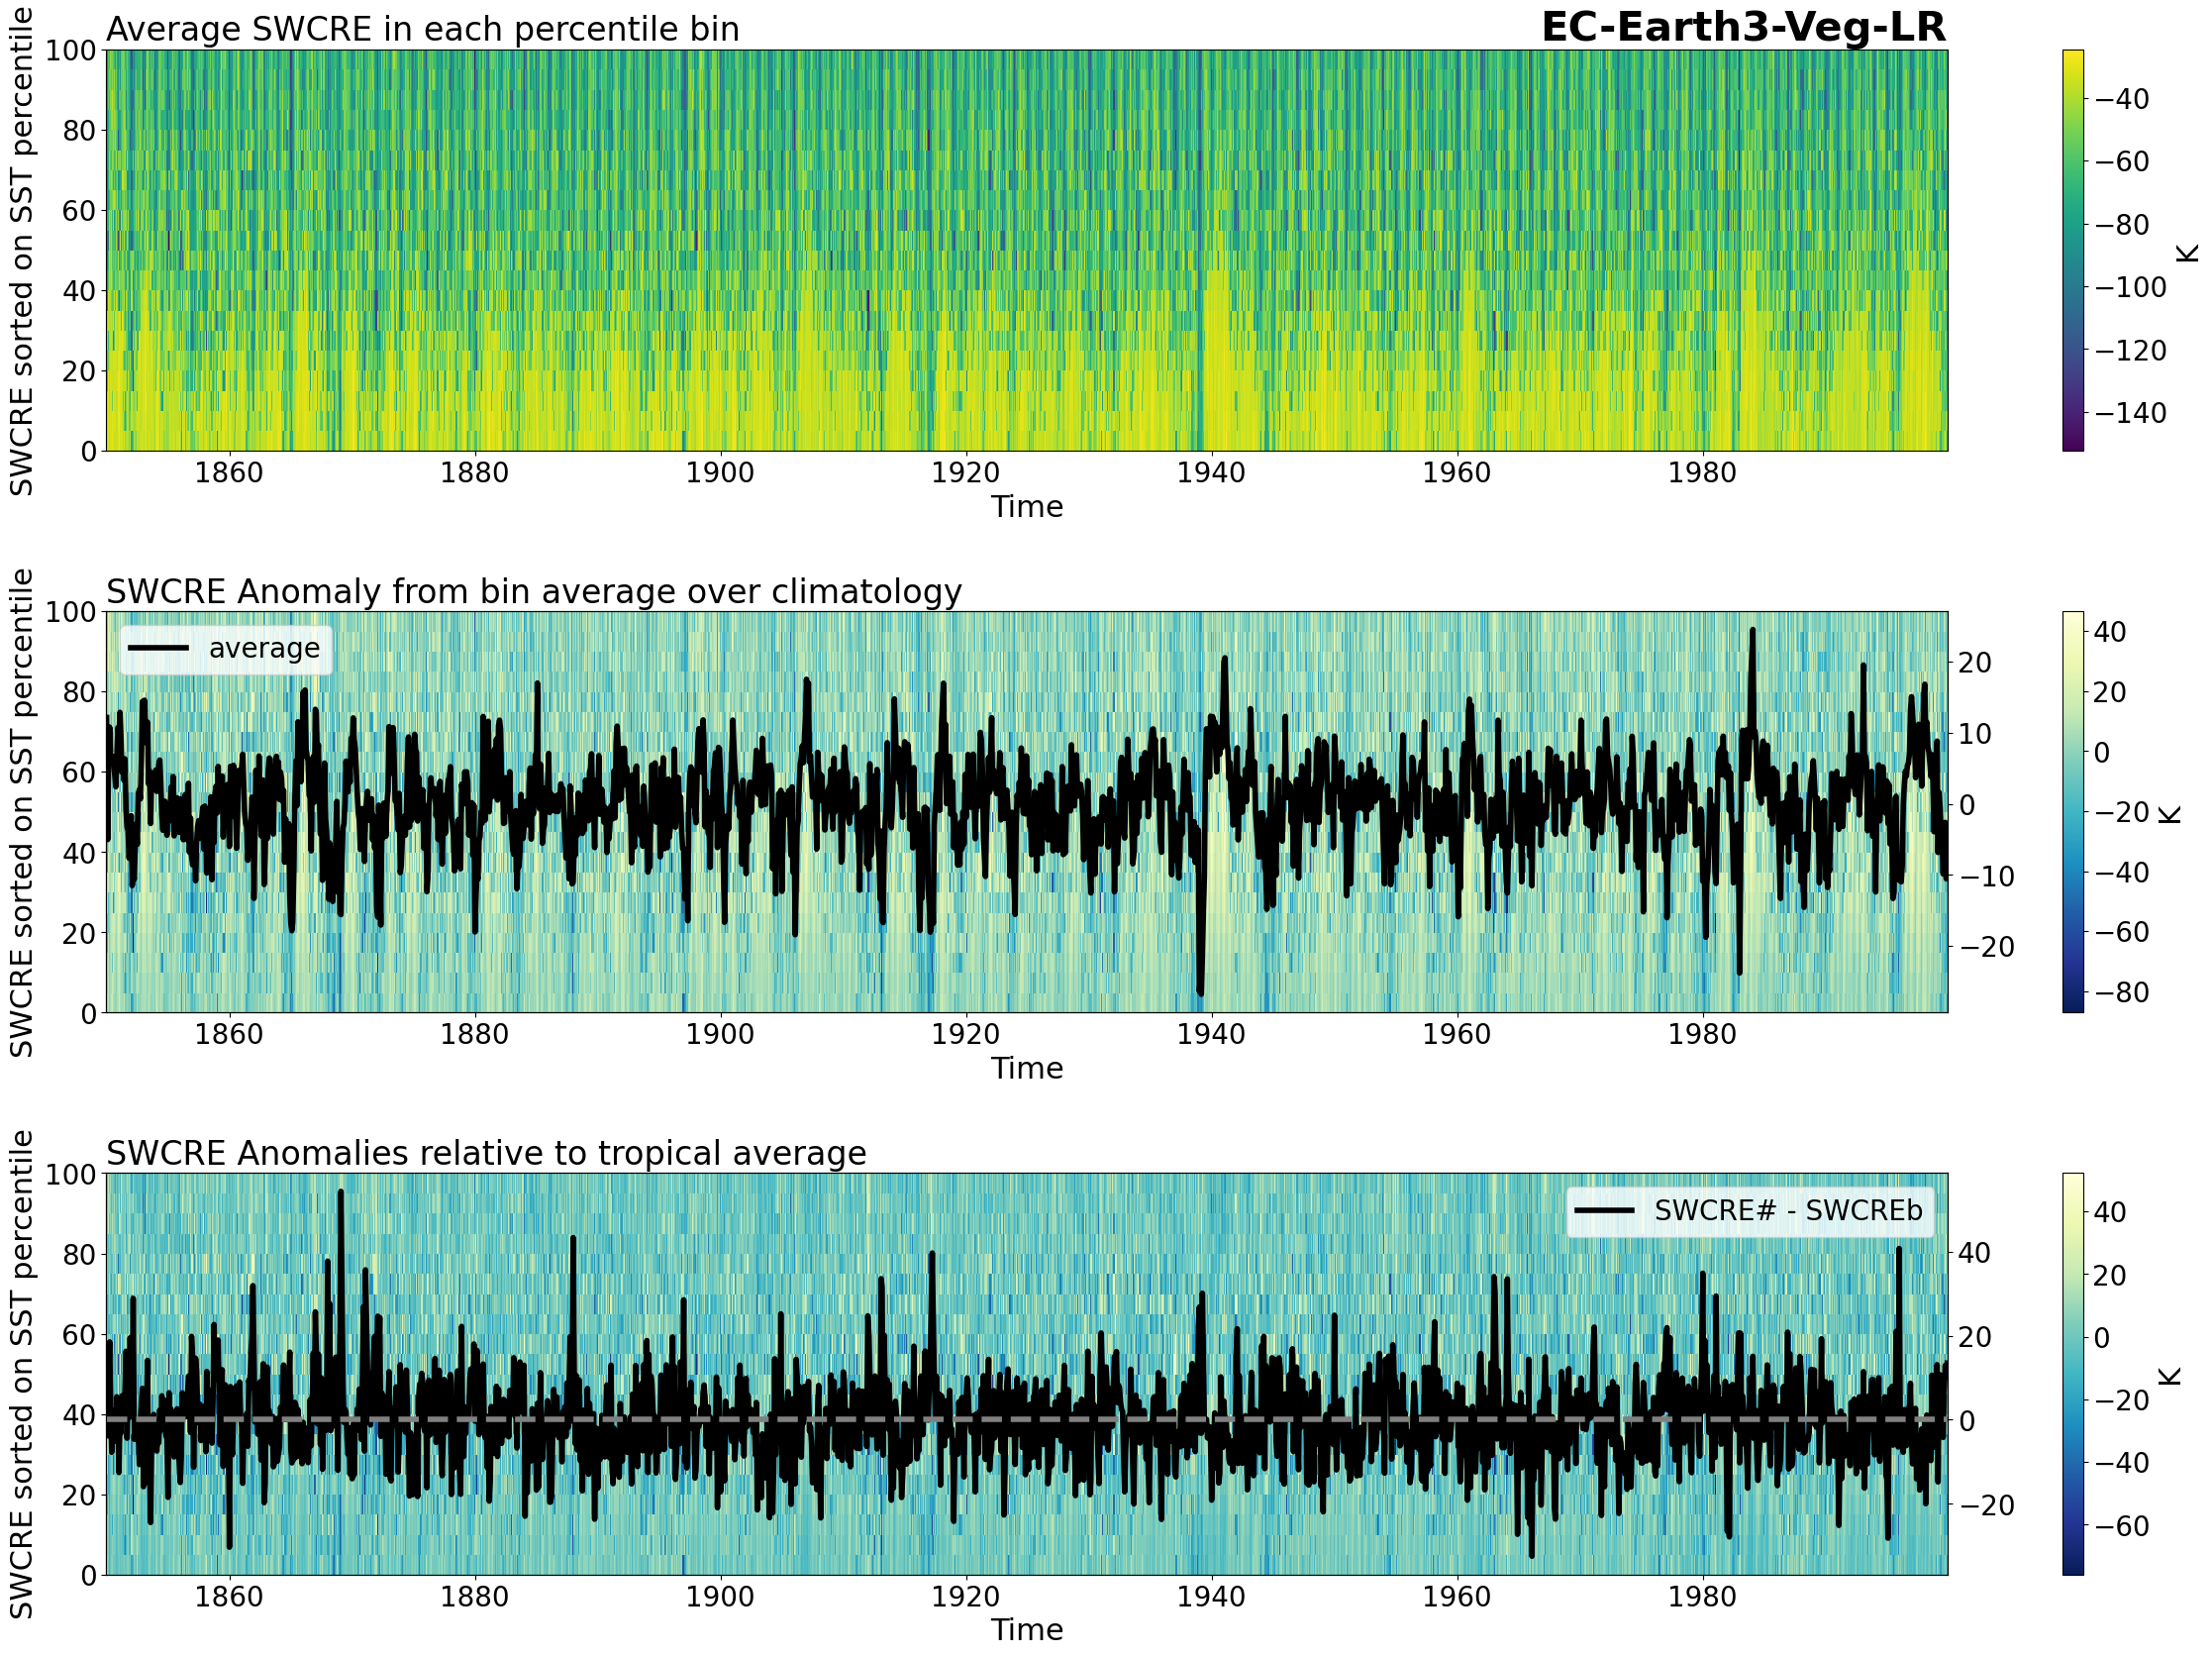 Average SWCRE in each percentile bin
EC-Earth3-Veg-LR
SWCRE sorted on SST percentile
100
80
60
40
20
0
1860 1880 1900 1920 1940 1960 1980
Time
−40
−60
−80
−100
−120
−140
K
SWCRE Anomaly from bin average over climatology
SWCRE sorted on SST percentile
100
80
60
40
20
0
average
1860 1880 1900 1920 1940 1960 1980
Time
20
10
0
−10
−20
40
20
0
−20
−40
−60
−80
K
SWCRE Anomalies relative to tropical average
SWCRE sorted on SST percentile
100
80
60
40
20
0
SWCRE# - SWCREb
1860 1880 1900 1920 1940 1960 1980
Time
40
20
0
−20
40
20
0
−20
−40
−60
K